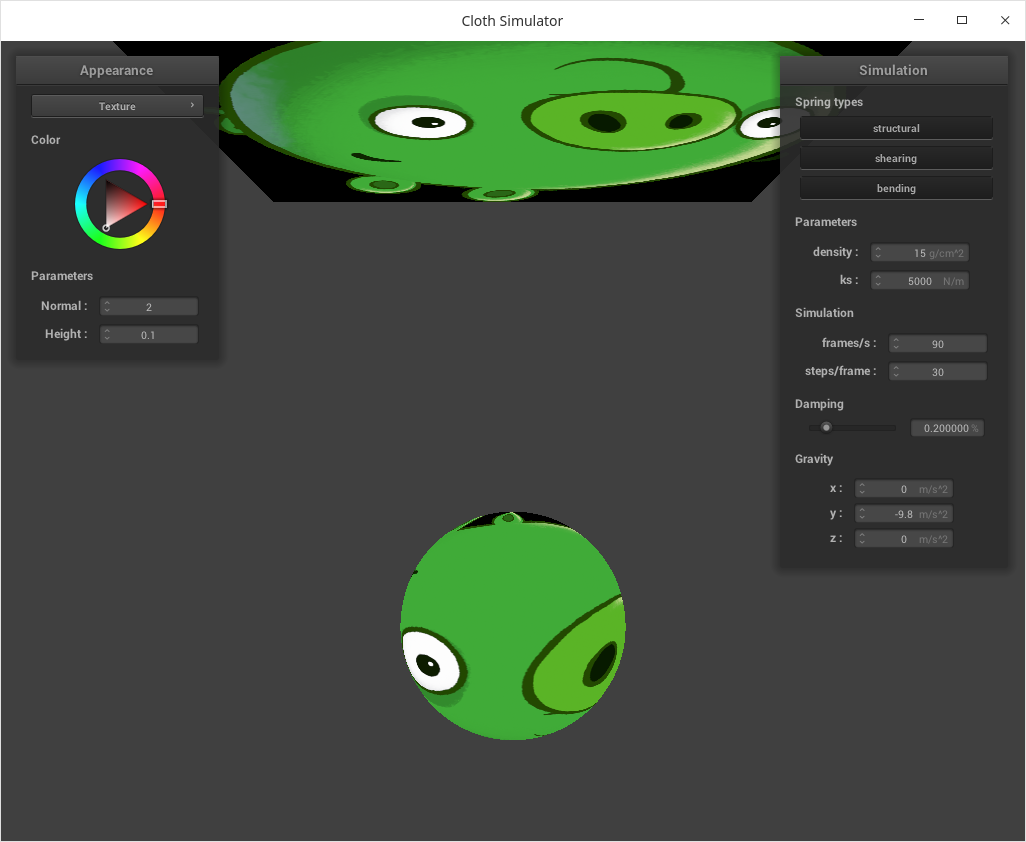 Cloth Simulator
Appearance
Texture
Color
Parameters
Normal : 2
Height : 0.1
Simulation
Spring types
structural
shearing
bending
Parameters
density : 15 g/cm^2
ks : 5000 N/m
Simulation
frames/s : 90
steps/frame : 30
Damping
0.200000 %
Gravity
x : 0 m/s^2
y : -9.8 m/s^2
z : 0 m/s^2